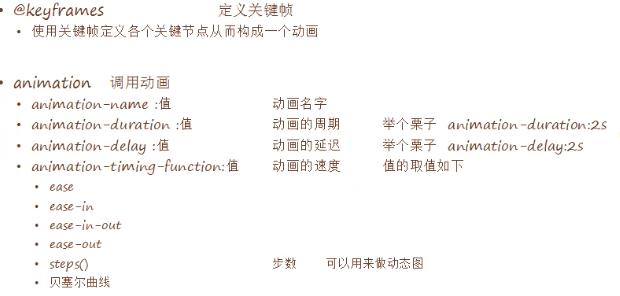 • @keyframes 定义关键帧
• 使用关键帧定义各个关键节点从而构成一个动画
• animation 调用动画
• animation-name :值 动画名字
• animation-duration :值 动画的周期 举个栗子 animation-duration:2s
• animation-delay :值 动画的延迟 举个栗子 animation-delay:2s
• animation-timing-function:值 动画的速度 值的取值如下
• ease
• ease-in
• ease-in-out
• ease-out
• steps() 步数 可以用来做动态图
• 贝塞尔曲线